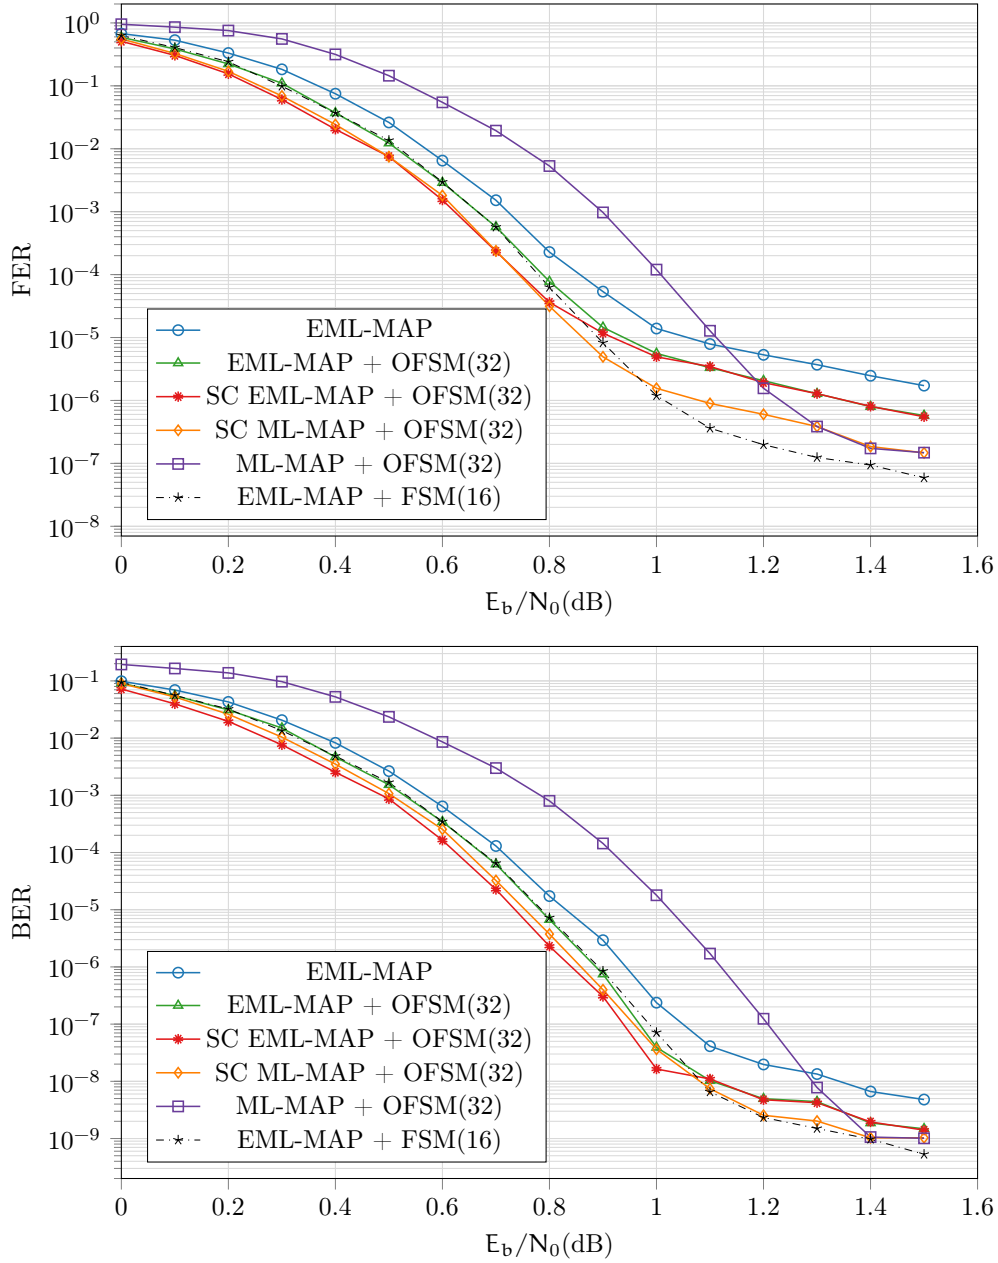 10⁰
10⁻¹
10⁻²
10⁻³
10⁻⁴
10⁻⁵
10⁻⁶
10⁻⁷
10⁻⁸
FER
EML-MAP
EML-MAP + OFSM(32)
SC EML-MAP + OFSM(32)
SC ML-MAP + OFSM(32)
ML-MAP + OFSM(32)
EML-MAP + FSM(16)
0 0.2 0.4 0.6 0.8 1 1.2 1.4 1.6
E_b/N_0(dB)
10⁻¹
10⁻²
10⁻³
10⁻⁴
10⁻⁵
10⁻⁶
10⁻⁷
10⁻⁸
10⁻⁹
BER
EML-MAP
EML-MAP + OFSM(32)
SC EML-MAP + OFSM(32)
SC ML-MAP + OFSM(32)
ML-MAP + OFSM(32)
EML-MAP + FSM(16)
0 0.2 0.4 0.6 0.8 1 1.2 1.4 1.6
E_b/N_0(dB)